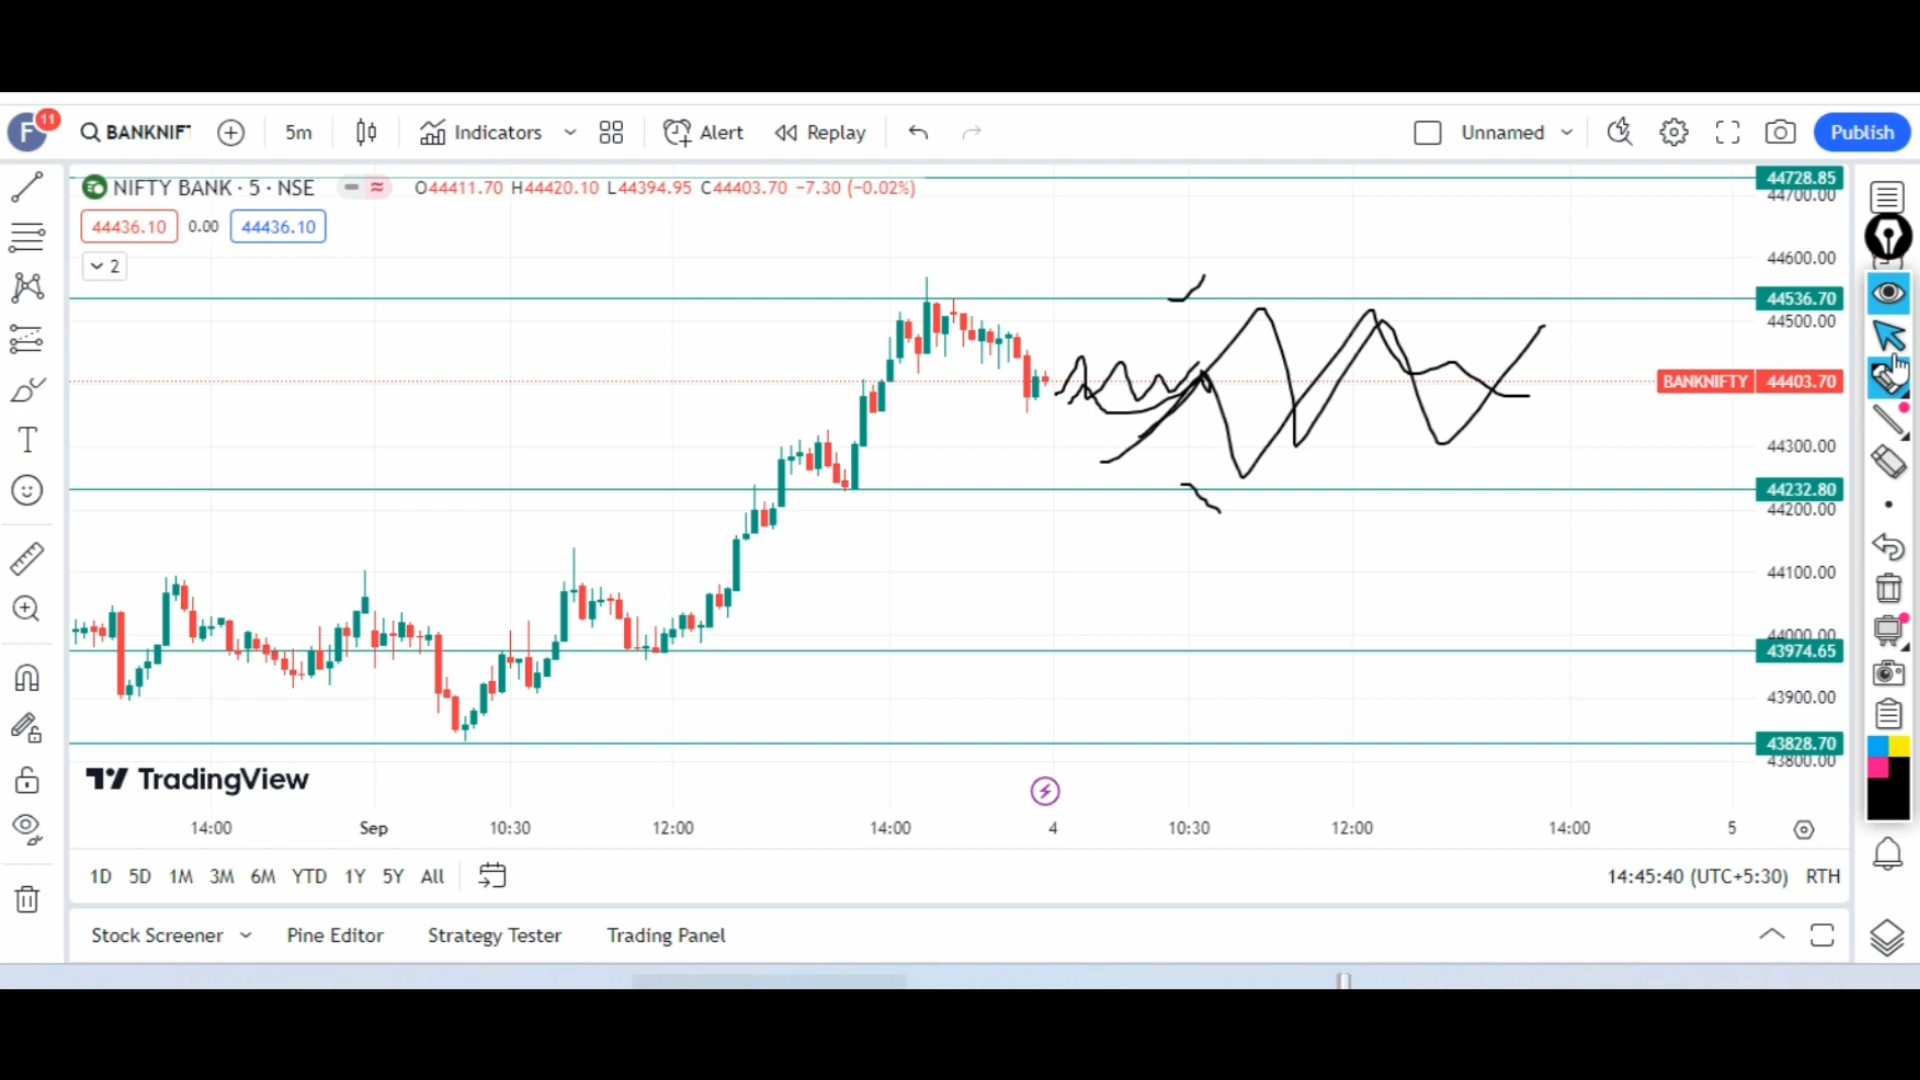 F 11 BANKNIF 5m Indicators Alert Replay Unnamed Publish
NIFTY BANK · 5 · NSE O44411.70 H44420.10 L44394.95 C44403.70 −7.30 (−0.02%)
44436.10 0.00 44436.10
2
44728.85
44700.00
44600.00
44536.70
44500.00
BANKNIFTY 44403.70
44300.00
44232.80
44200.00
44100.00
44000.00
43974.65
43900.00
43828.70
43800.00
TradingView
14:00 Sep 10:30 12:00 14:00 4 10:30 12:00 14:00 5
1D 5D 1M 3M 6M YTD 1Y 5Y All 14:45:40 (UTC+5:30) RTH
Stock Screener Pine Editor Strategy Tester Trading Panel